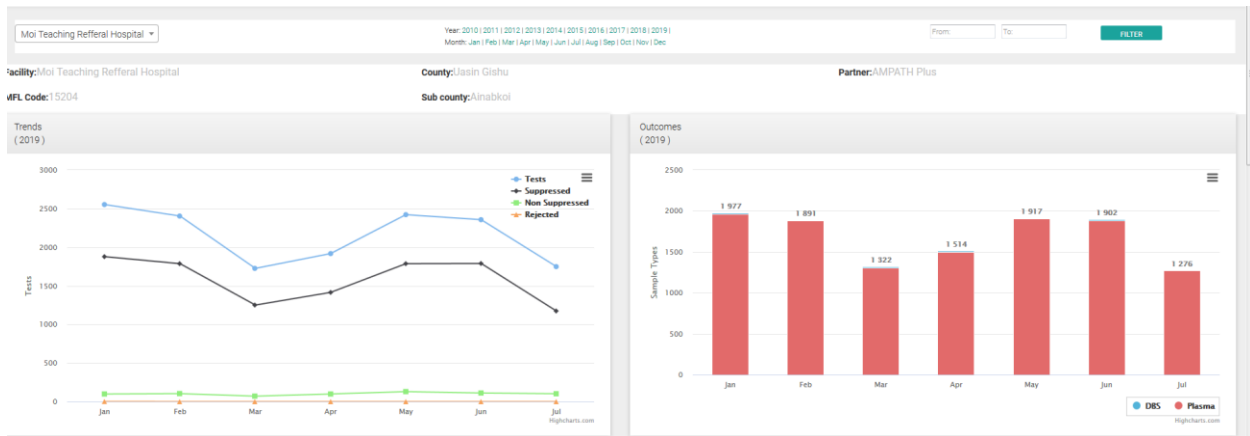 Moi Teaching Refferal Hospital
Year: 2010 | 2011 | 2012 | 2013 | 2014 | 2015 | 2016 | 2017 | 2018 | 2019 |
Month: Jan | Feb | Mar | Apr | May | Jun | Jul | Aug | Sep | Oct | Nov | Dec
From:
To:
FILTER
Facility:Moi Teaching Refferal Hospital
County:Uasin Gishu
Partner:AMPATH Plus
MFL Code:15204
Sub county:Ainabkoi
Trends
( 2019 )
3000
2500
2000
1500
1000
500
0
Tests
Tests
Suppressed
Non Suppressed
Rejected
Jan Feb Mar Apr May Jun Jul
Highcharts.com
Outcomes
( 2019 )
2500
2000
1500
1000
500
0
Sample Types
1 977
1 891
1 322
1 514
1 917
1 902
1 276
Jan Feb Mar Apr May Jun Jul
DBS Plasma
Highcharts.com